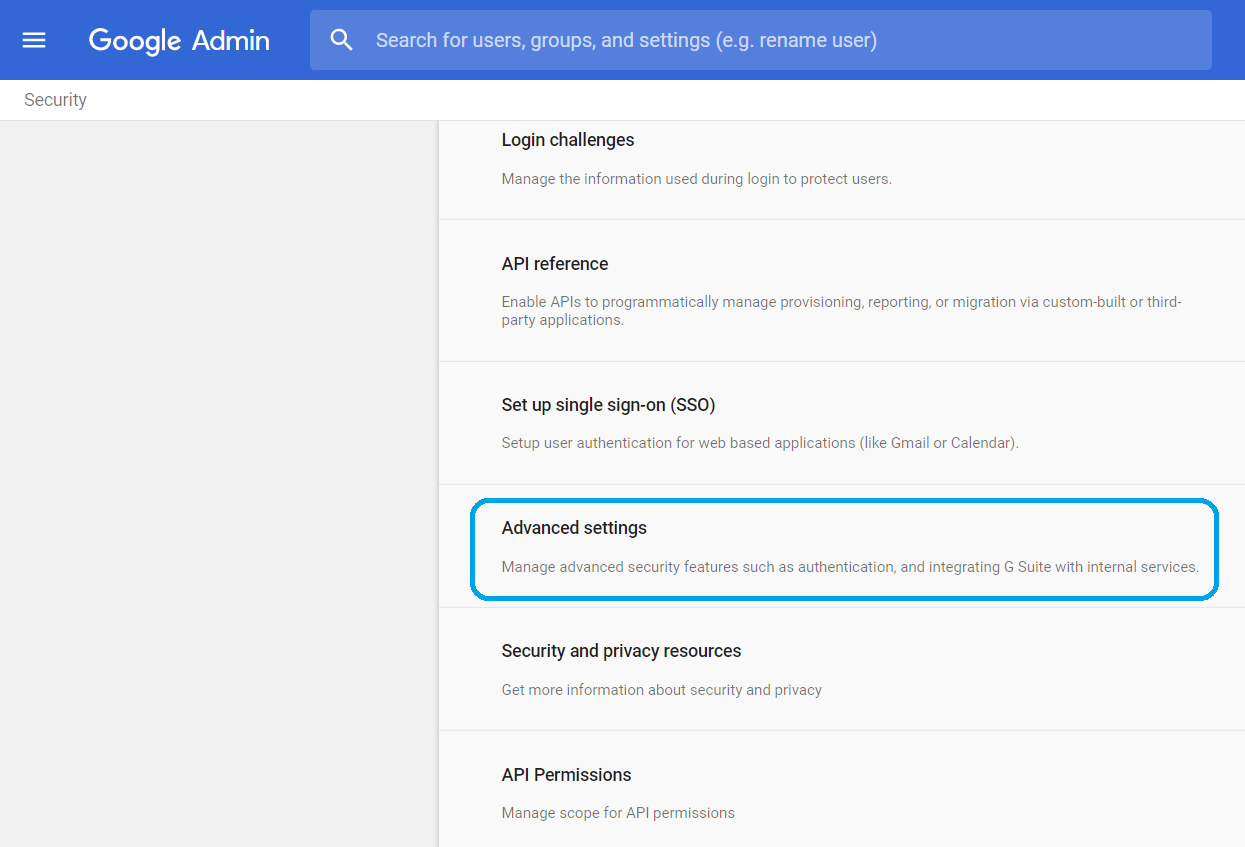 Google Admin
Search for users, groups, and settings (e.g. rename user)
Security
Login challenges
Manage the information used during login to protect users.
API reference
Enable APIs to programmatically manage provisioning, reporting, or migration via custom-built or third-
party applications.
Set up single sign-on (SSO)
Setup user authentication for web based applications (like Gmail or Calendar).
Advanced settings
Manage advanced security features such as authentication, and integrating G Suite with internal services.
Security and privacy resources
Get more information about security and privacy
API Permissions
Manage scope for API permissions